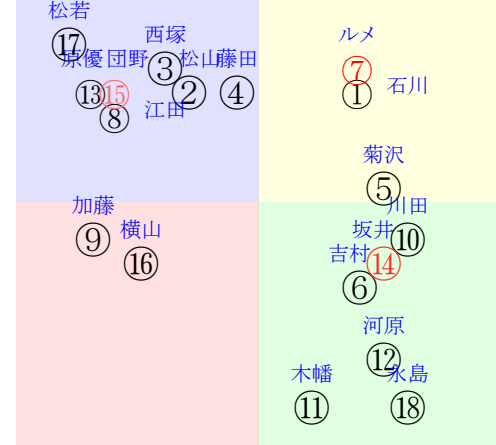 松若
⑰
西塚
ルメ
原優
団野
③
松山
藤田
⑦
⑬
⑮
②
④
①
石川
⑧
江田
菊沢
⑤
加藤
川田
⑨
横山
坂井
⑩
⑯
吉村
⑭
⑥
河原
⑫
木幡
永島
⑪
⑱